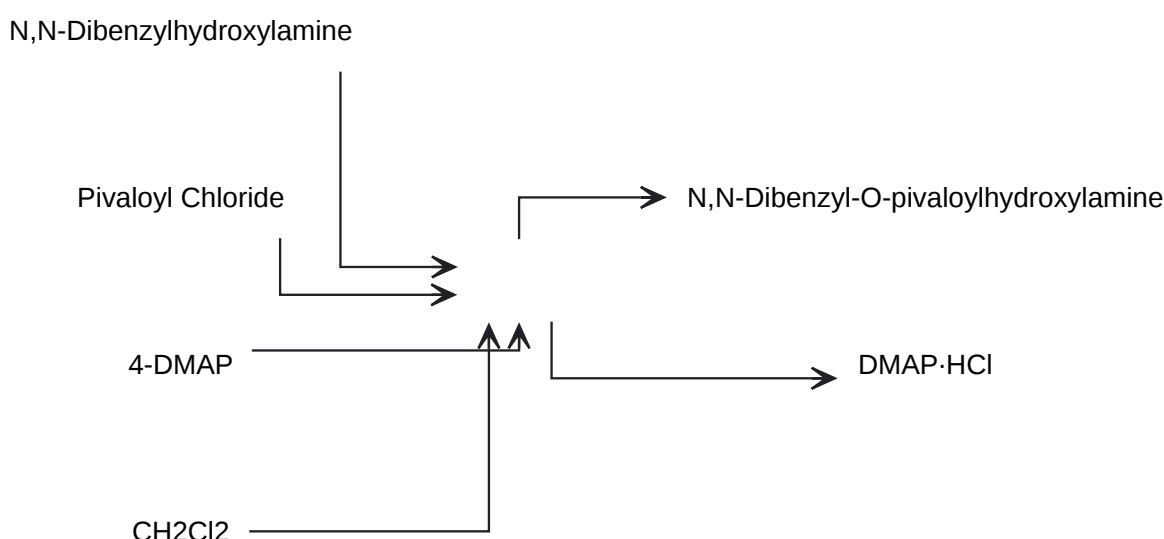 N,N-Dibenzylhydroxylamine
Pivaloyl Chloride
N,N-Dibenzyl-O-pivaloylhydroxylamine
4-DMAP
DMAP·HCl
CH2Cl2